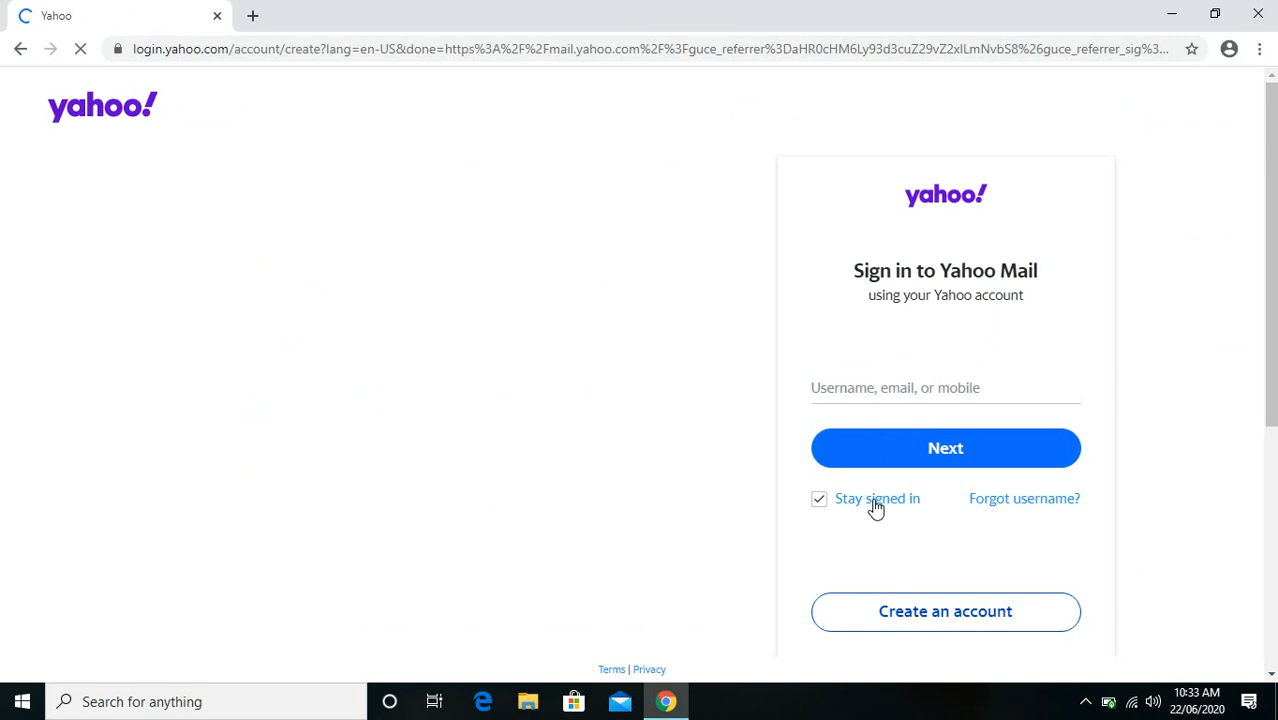 Yahoo
login.yahoo.com/account/create?lang=en-US&done=https%3A%2F%2Fmail.yahoo.com%2F%3Fguce_referrer%3DaHR0cHM6Ly93d3cuZ29vZ2xlLmNvbS8%26guce_referrer_sig%3...
yahoo!
yahoo!
Sign in to Yahoo Mail
using your Yahoo account
Username, email, or mobile
Next
Stay signed in Forgot username?
Create an account
Terms | Privacy
Search for anything
10:33 AM
22/06/2020